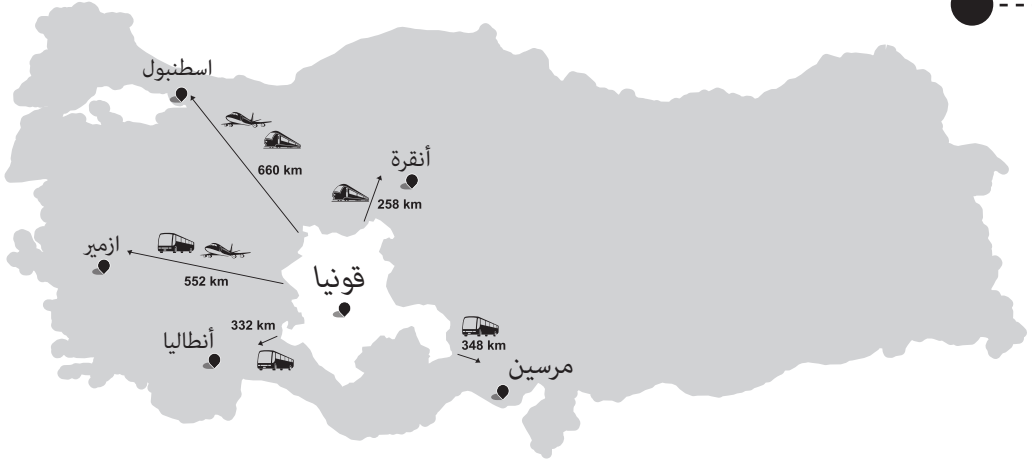 اسطنبول
660 km
أنقرة
258 km
ازمير
552 km
قونيا
332 km
أنطاليا
348 km
مرسين